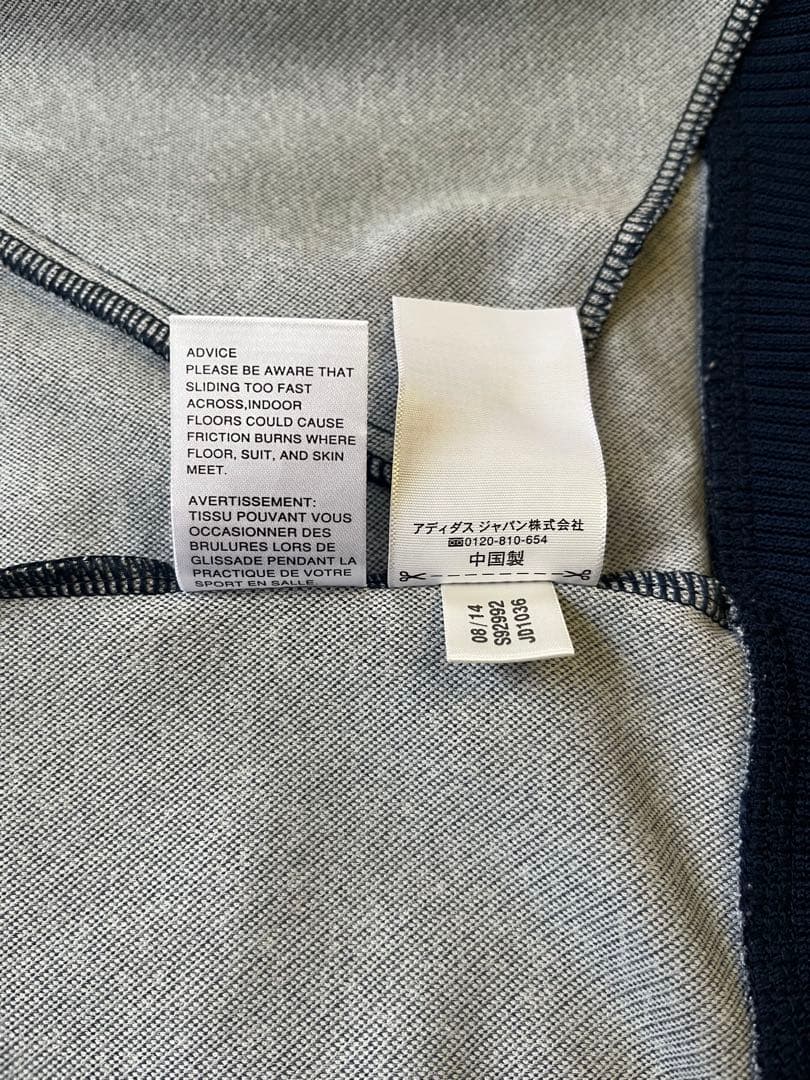 ADVICE
PLEASE BE AWARE THAT
SLIDING TOO FAST
ACROSS,INDOOR
FLOORS COULD CAUSE
FRICTION BURNS WHERE
FLOOR, SUIT, AND SKIN
MEET.
AVERTISSEMENT:
TISSU POUVANT VOUS
OCCASIONNER DES
BRULURES LORS DE
GLISSADE PENDANT LA
PRACTIQUE DE VOTRE
SPORT EN SALLE.
アディダス ジャパン株式会社
0120-810-654
中国製
08/14
S92992
JD1036